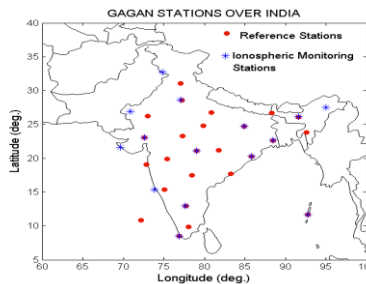 GAGAN STATIONS OVER INDIA
Reference Stations
Ionospheric Monitoring
Stations
Latitude (deg.)
40
35
30
25
20
15
10
5
60 65 70 75 80 85 90 95 100
Longitude (deg.)